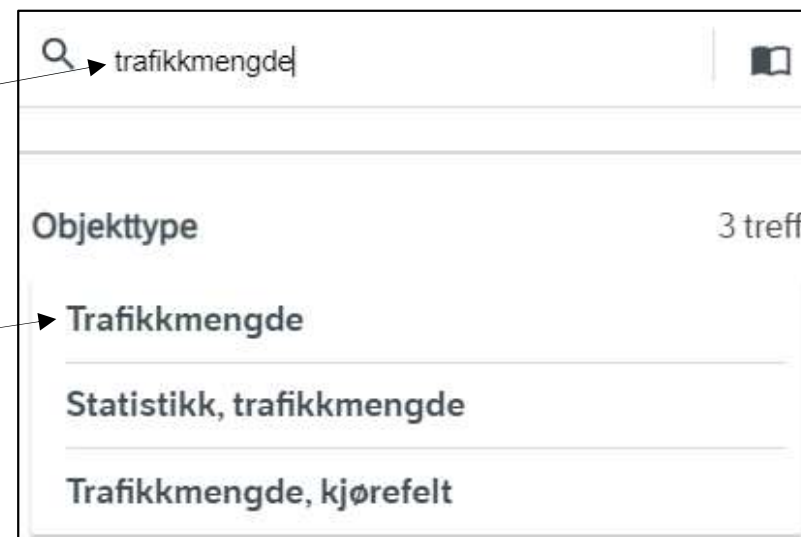 trafikkmengde
Objekttype 3 treff
Trafikkmengde
Statistikk, trafikkmengde
Trafikkmengde, kjørefelt